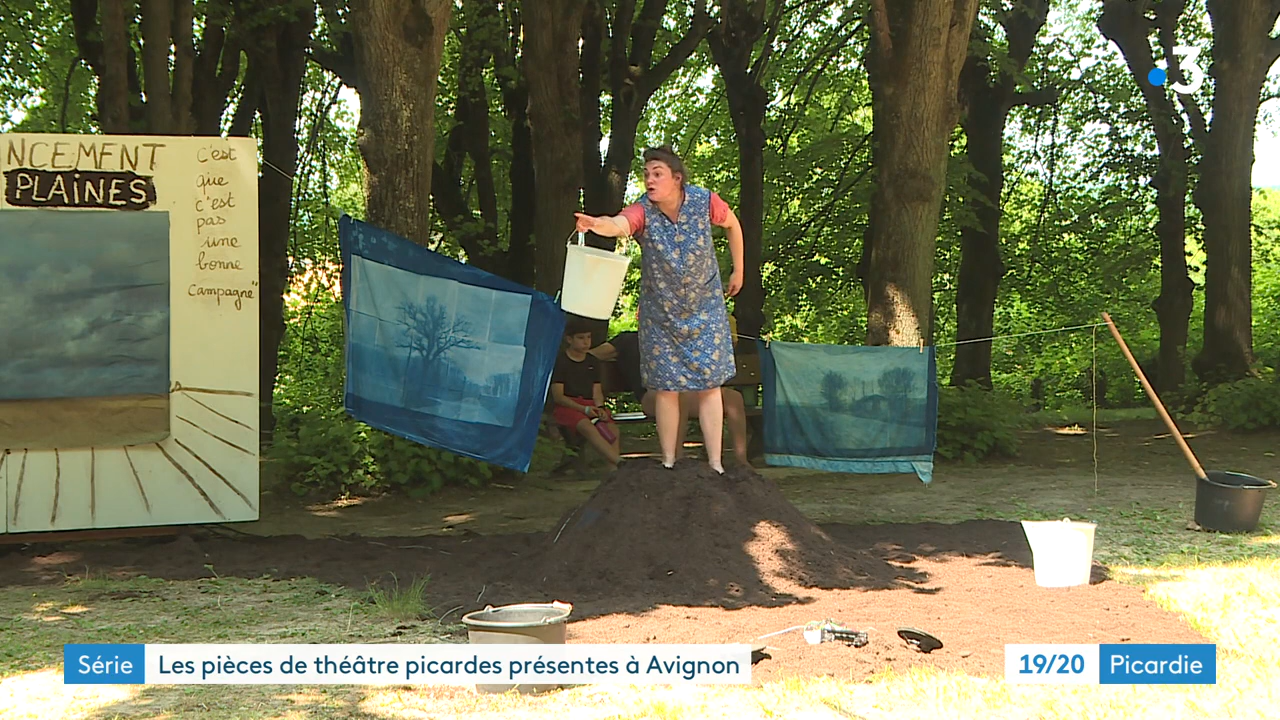 NCEMENT
PLAINES
C'est
que
c'est
pas
une
bonne
campagne"
3
Série
Les pièces de théâtre picardes présentes à Avignon
19/20
Picardie